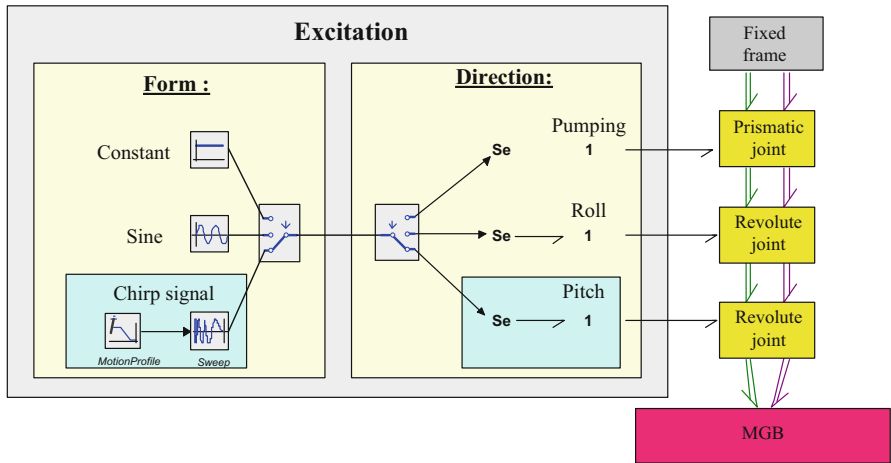 Excitation
Form :
Constant
Sine
Chirp signal
MotionProfile
Sweep
Direction:
Pumping
Se
1
Roll
Se
1
Pitch
Se
1
Fixed
frame
Prismatic
joint
Revolute
joint
Revolute
joint
MGB